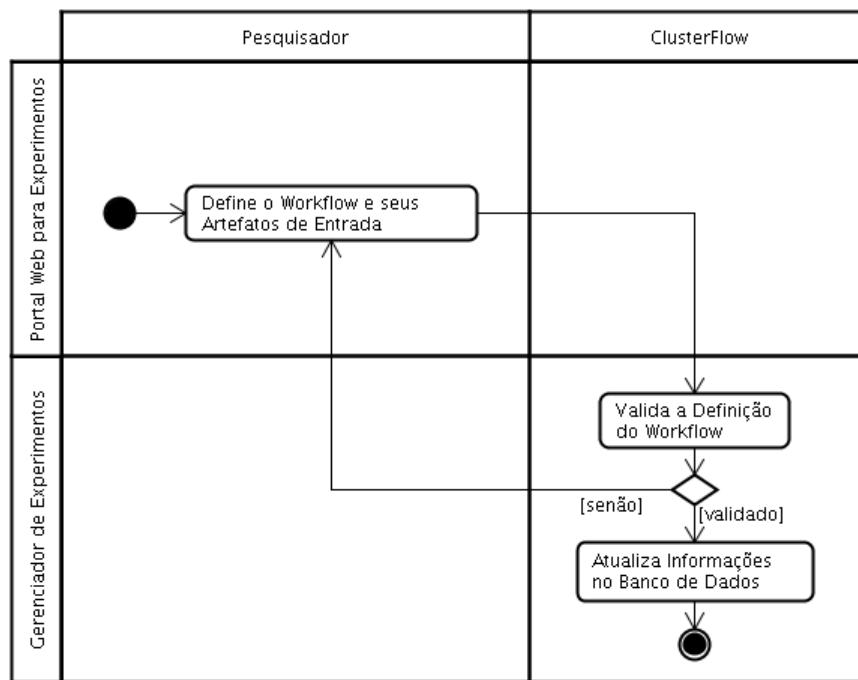 Pesquisador
ClusterFlow
Portal Web para Experimentos
Define o Workflow e seus
Artefatos de Entrada
Gerenciador de Experimentos
Valida a Definição
do Workflow
[senão]
[validado]
Atualiza Informações
no Banco de Dados